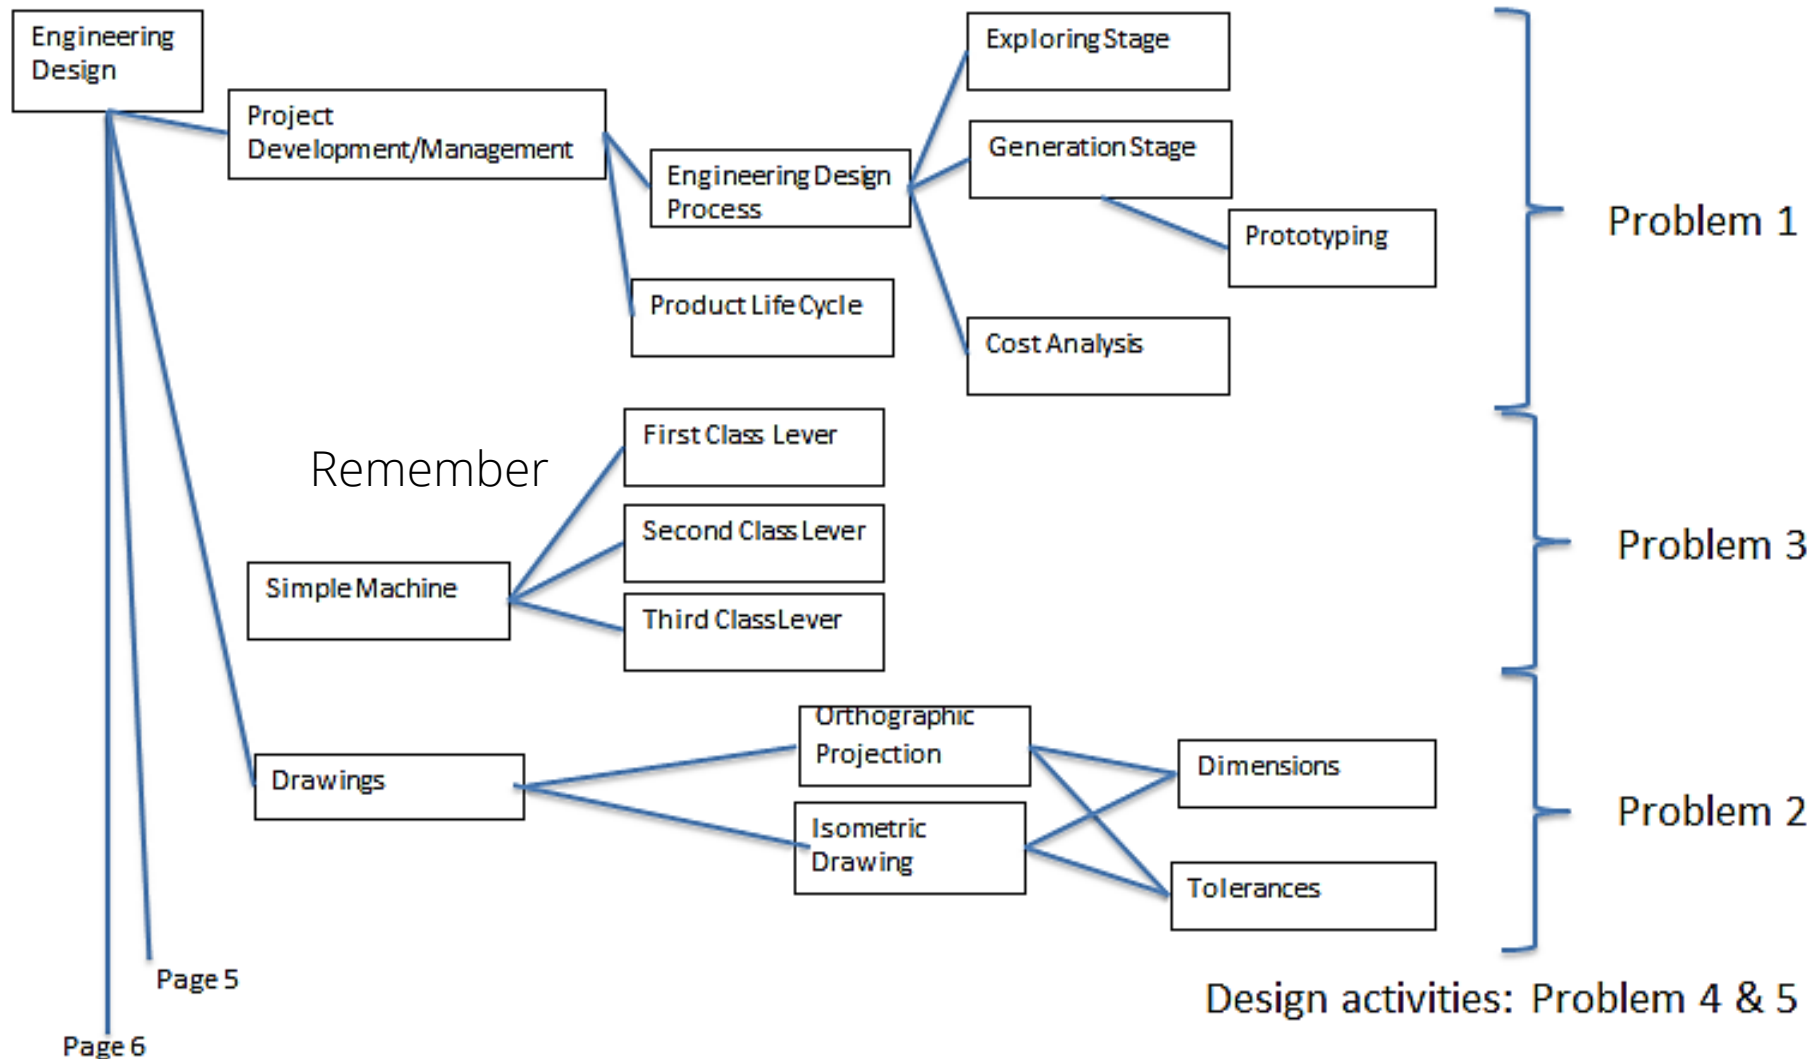 Engineering
Design
Project
Development/Management
Engineering Design
Process
Exploring Stage
Generation Stage
Prototyping
Product Life Cycle
Cost Analysis
Problem 1
Remember
First Class Lever
Second Class Lever
Simple Machine
Third Class Lever
Problem 3
Orthographic
Projection
Drawings
Dimensions
Isometric
Drawing
Tolerances
Problem 2
Page 5
Design activities: Problem 4 & 5
Page 6